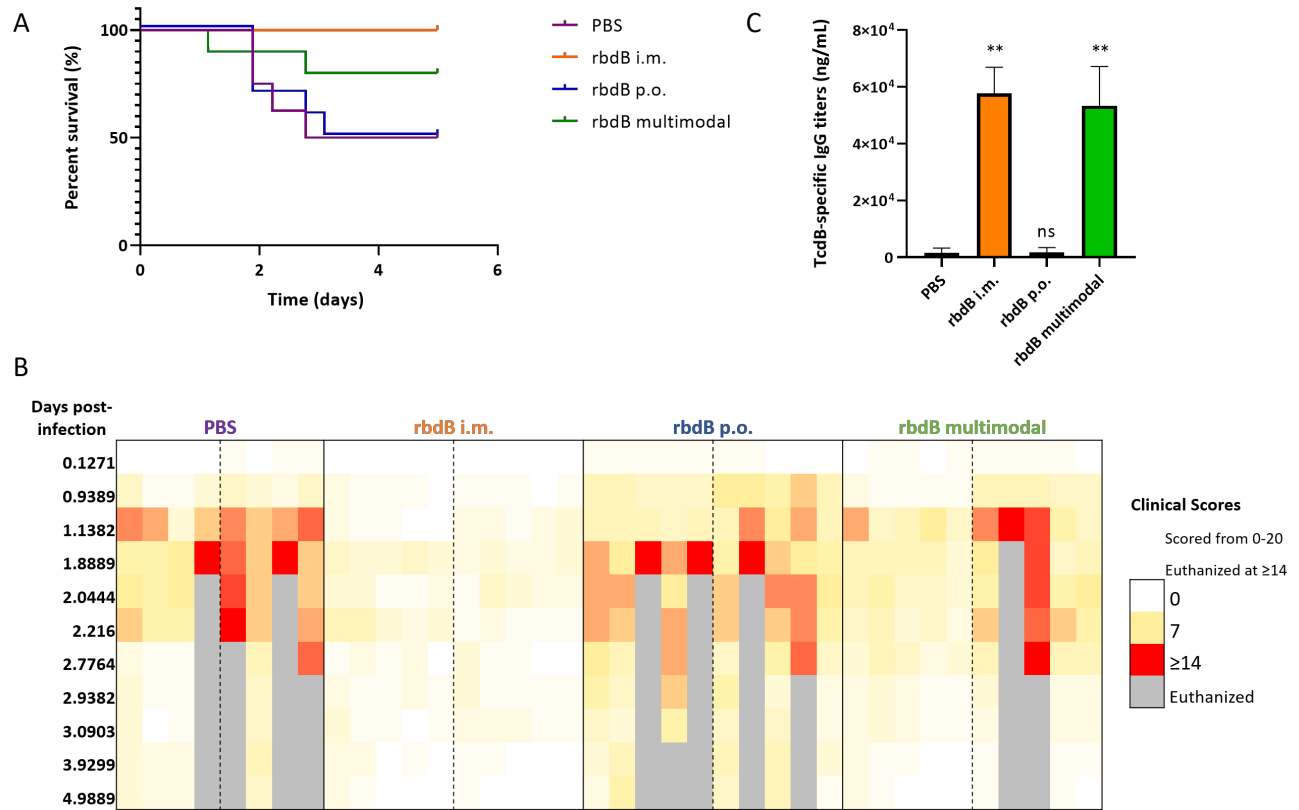 A
100
50
0
Percent survival (%)
0
2
4
6
Time (days)
PBS
rbdB i.m.
rbdB p.o.
rbdB multimodal
C
8×10⁴
6×10⁴
4×10⁴
2×10⁴
0
TcdB-specific IgG titers (ng/mL)
**
ns
**
PBS
rbdB i.m.
rbdB p.o.
rbdB multimodal
B
Days post-
infection
PBS
rbdB i.m.
rbdB p.o.
rbdB multimodal
0.1271
0.9389
1.1382
1.8889
2.0444
2.216
2.7764
2.9382
3.0903
3.9299
4.9889
Clinical Scores
Scored from 0-20
Euthanized at ≥14
0
7
≥14
Euthanized